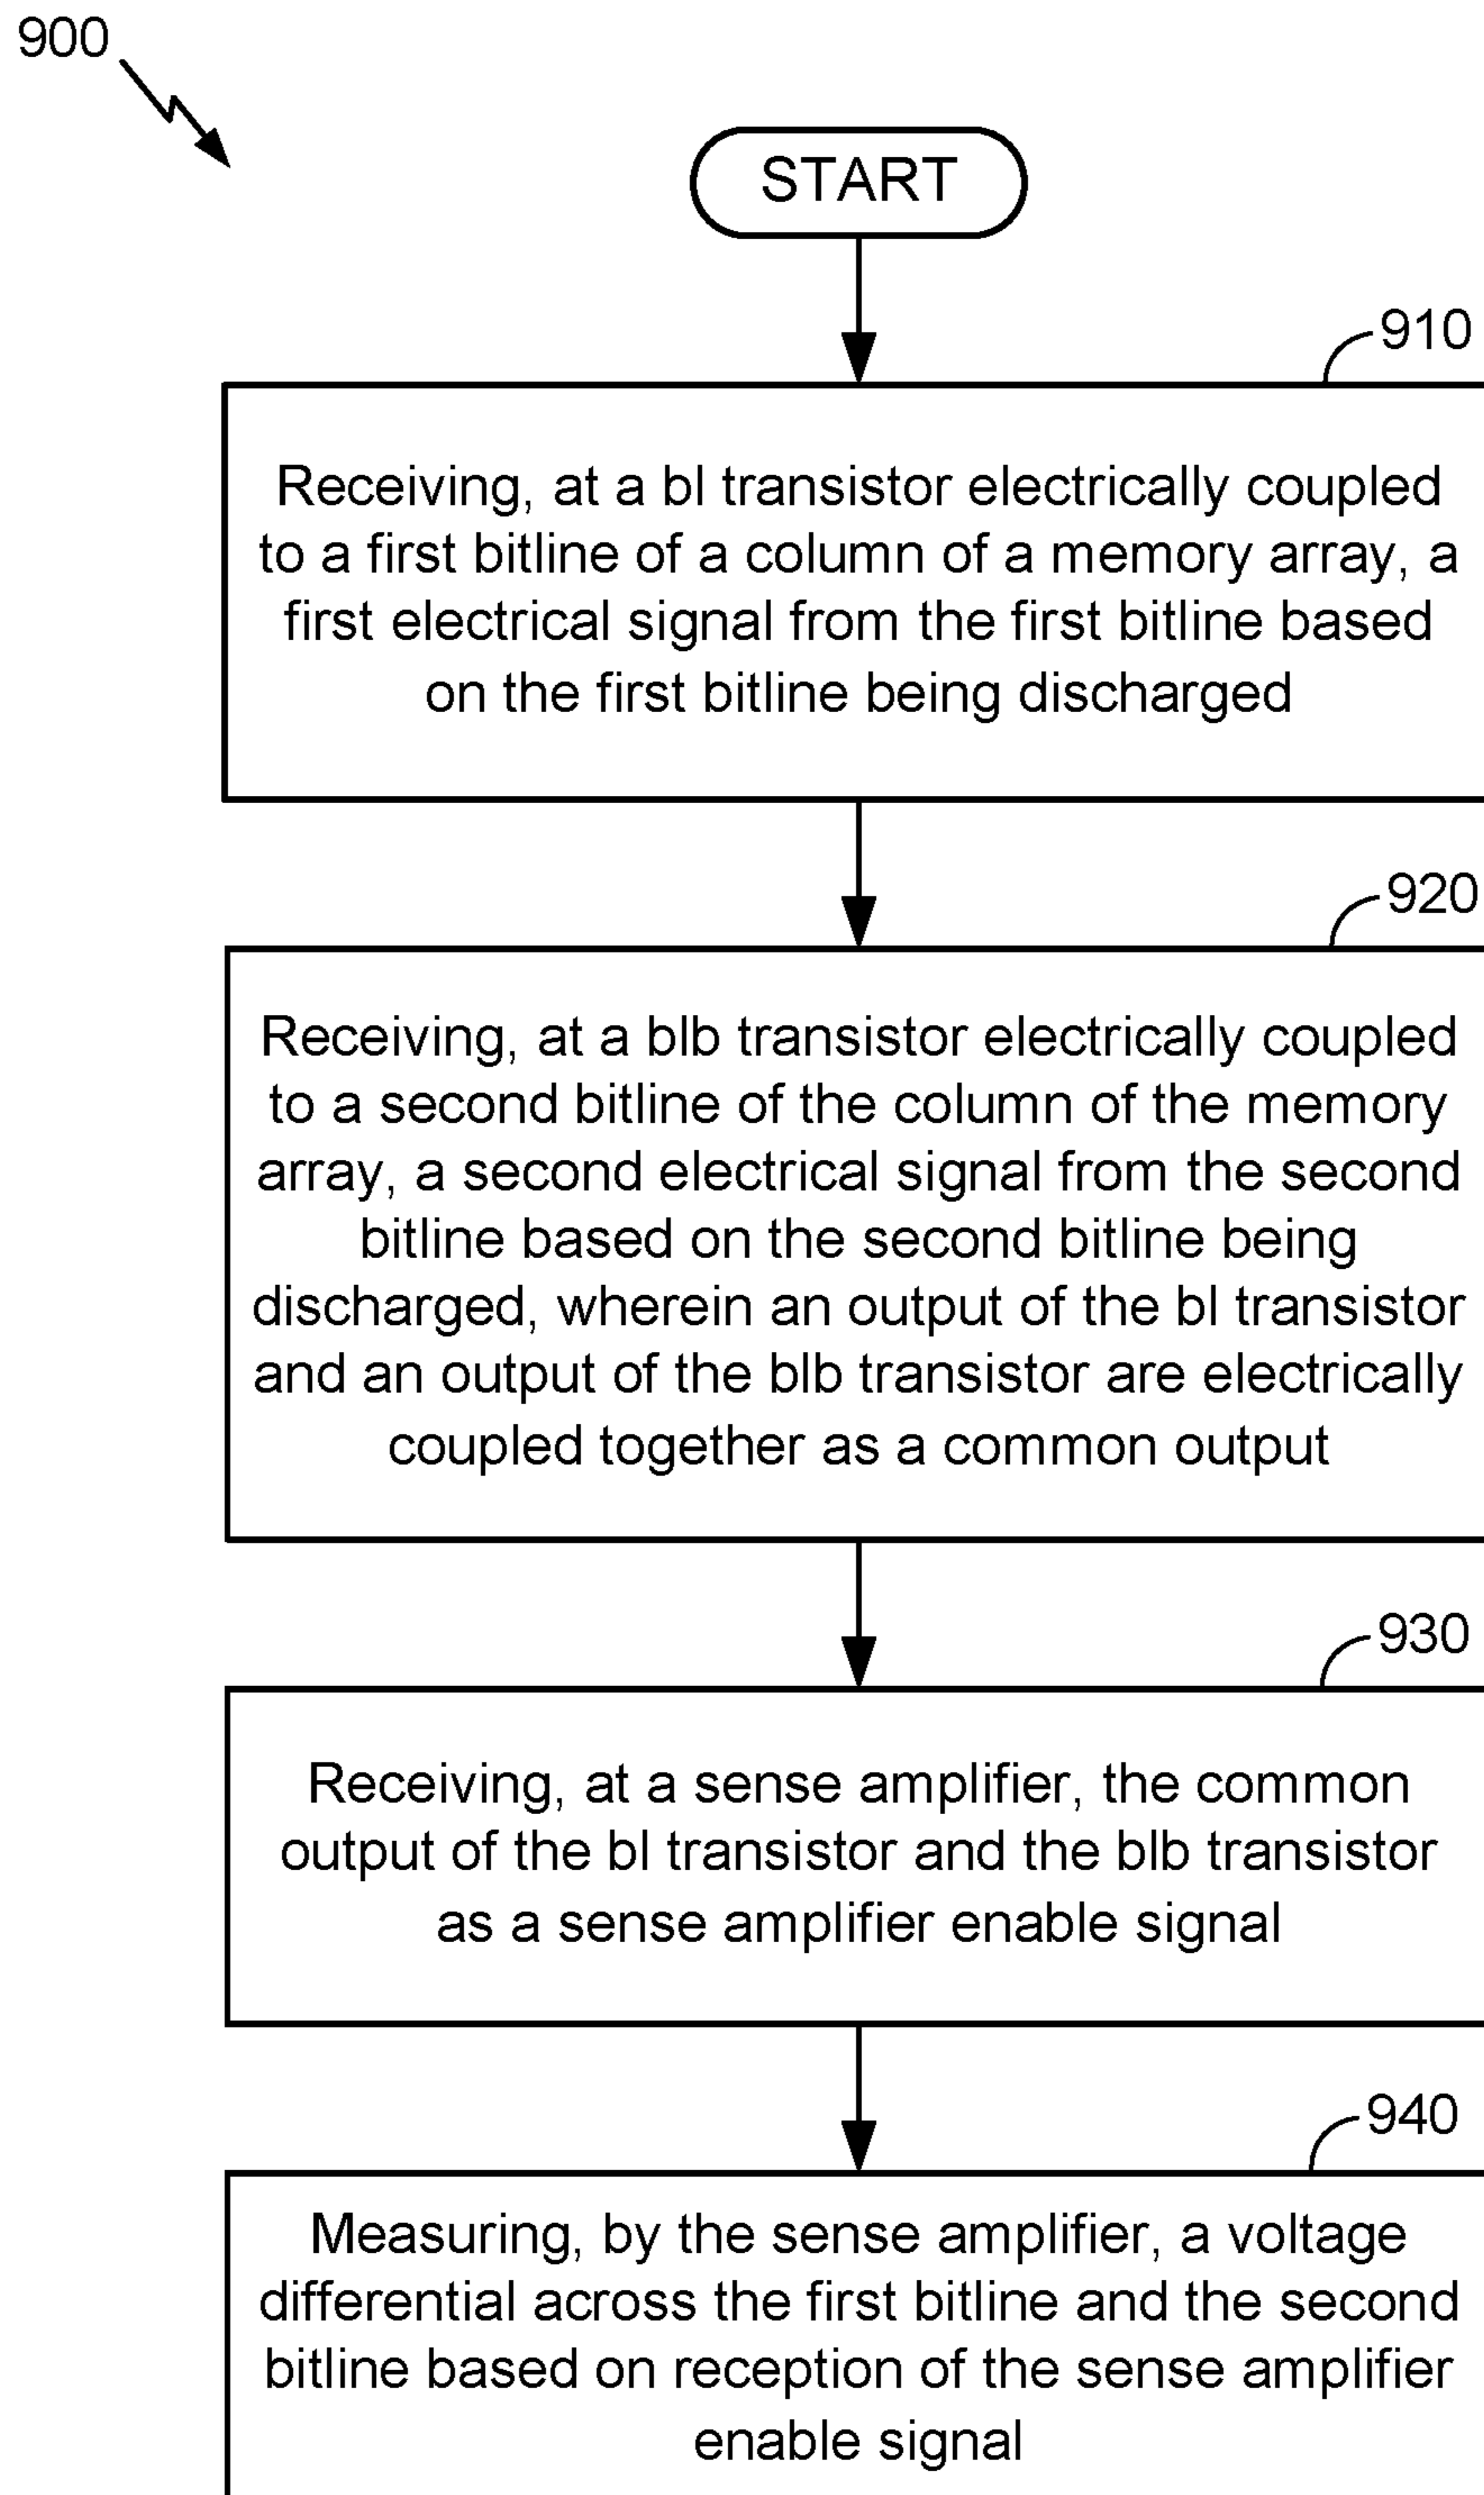 900
START
910
Receiving, at a bl transistor electrically coupled
to a first bitline of a column of a memory array, a
first electrical signal from the first bitline based
on the first bitline being discharged
920
Receiving, at a blb transistor electrically coupled
to a second bitline of the column of the memory
array, a second electrical signal from the second
bitline based on the second bitline being
discharged, wherein an output of the bl transistor
and an output of the blb transistor are electrically
coupled together as a common output
930
Receiving, at a sense amplifier, the common
output of the bl transistor and the blb transistor
as a sense amplifier enable signal
940
Measuring, by the sense amplifier, a voltage
differential across the first bitline and the second
bitline based on reception of the sense amplifier
enable signal